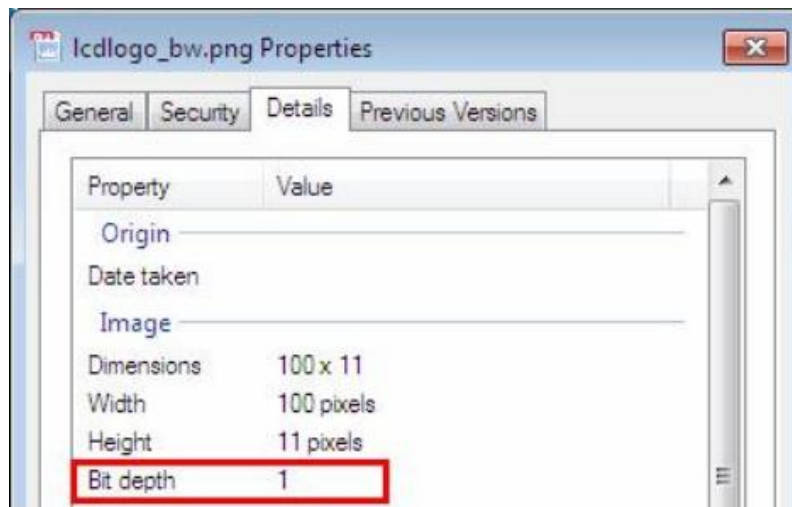 lcdlogo_bw.png Properties
General Security Details Previous Versions
Property Value
Origin
Date taken
Image
Dimensions 100 x 11
Width 100 pixels
Height 11 pixels
Bit depth 1